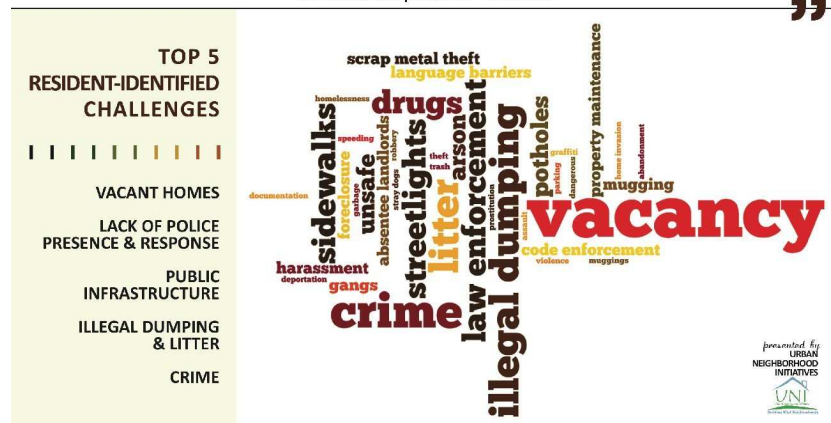 ”
TOP 5
RESIDENT-IDENTIFIED
CHALLENGES
VACANT HOMES
LACK OF POLICE
PRESENCE & RESPONSE
PUBLIC
INFRASTRUCTURE
ILLEGAL DUMPING
& LITTER
CRIME
scrap metal theft
language barriers
homelessness
drugs
sidewalks
speeding
foreclosure
garbage
unsafe
absentee landlords
robbery
stray dogs
streetlights
theft
trash
litter
arson
law enforcement
prostitution
illegal dumping
assault
potholes
graffiti
parking
dangerous
property maintenance
home invasion
abandonment
mugging
documentation
vacancy
code enforcement
violence
muggings
harassment
deportation
gangs
crime
presented by
URBAN
NEIGHBORHOOD
INITIATIVES
UNI